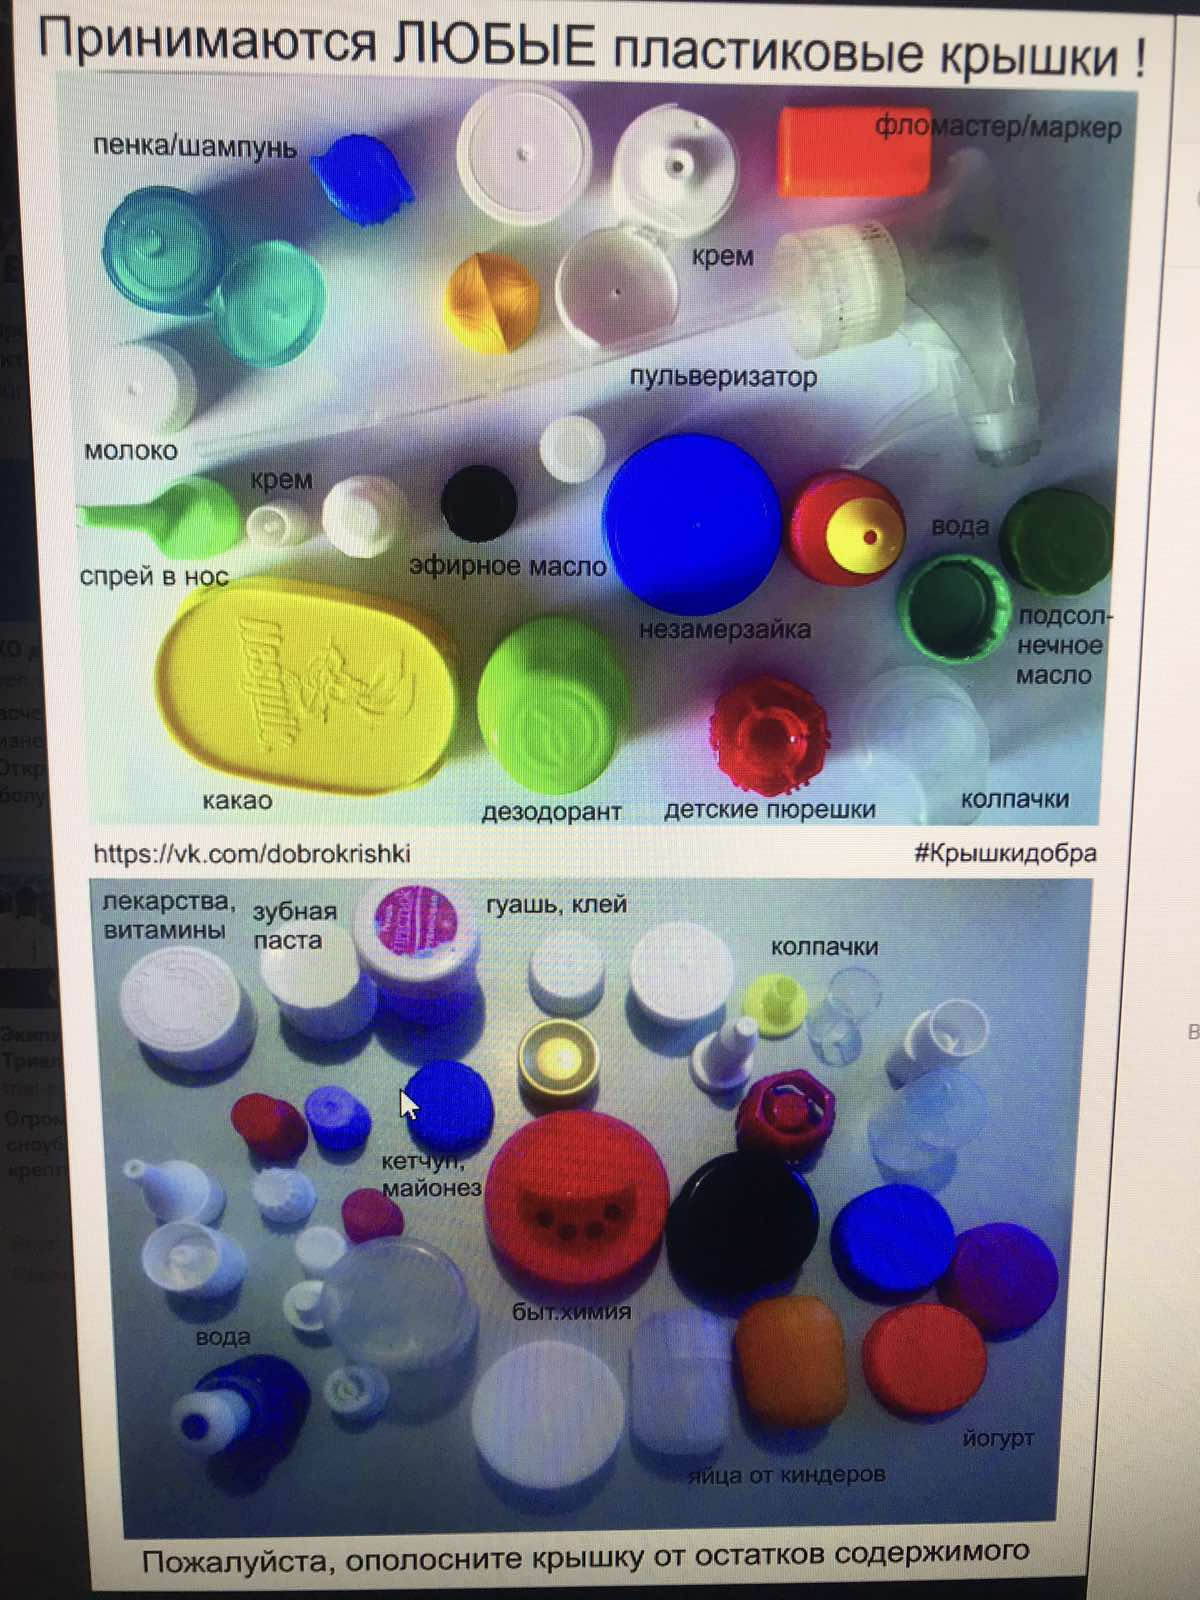 Принимаются ЛЮБЫЕ пластиковые крышки !
пенка/шампунь
фломастер/маркер
крем
пульверизатор
молоко
крем
спрей в нос
эфирное масло
вода
незамерзайка
подсол-
нечное
масло
Несquik
какао
дезодорант
детские пюрешки
колпачки
https://vk.com/dobrokrishki
#Крышкидобра
лекарства,
витамины
зубная
паста
гуашь, клей
колпачки
кетчуп,
майонез
быт.химия
вода
йогурт
яйца от киндеров
Пожалуйста, ополосните крышку от остатков содержимого